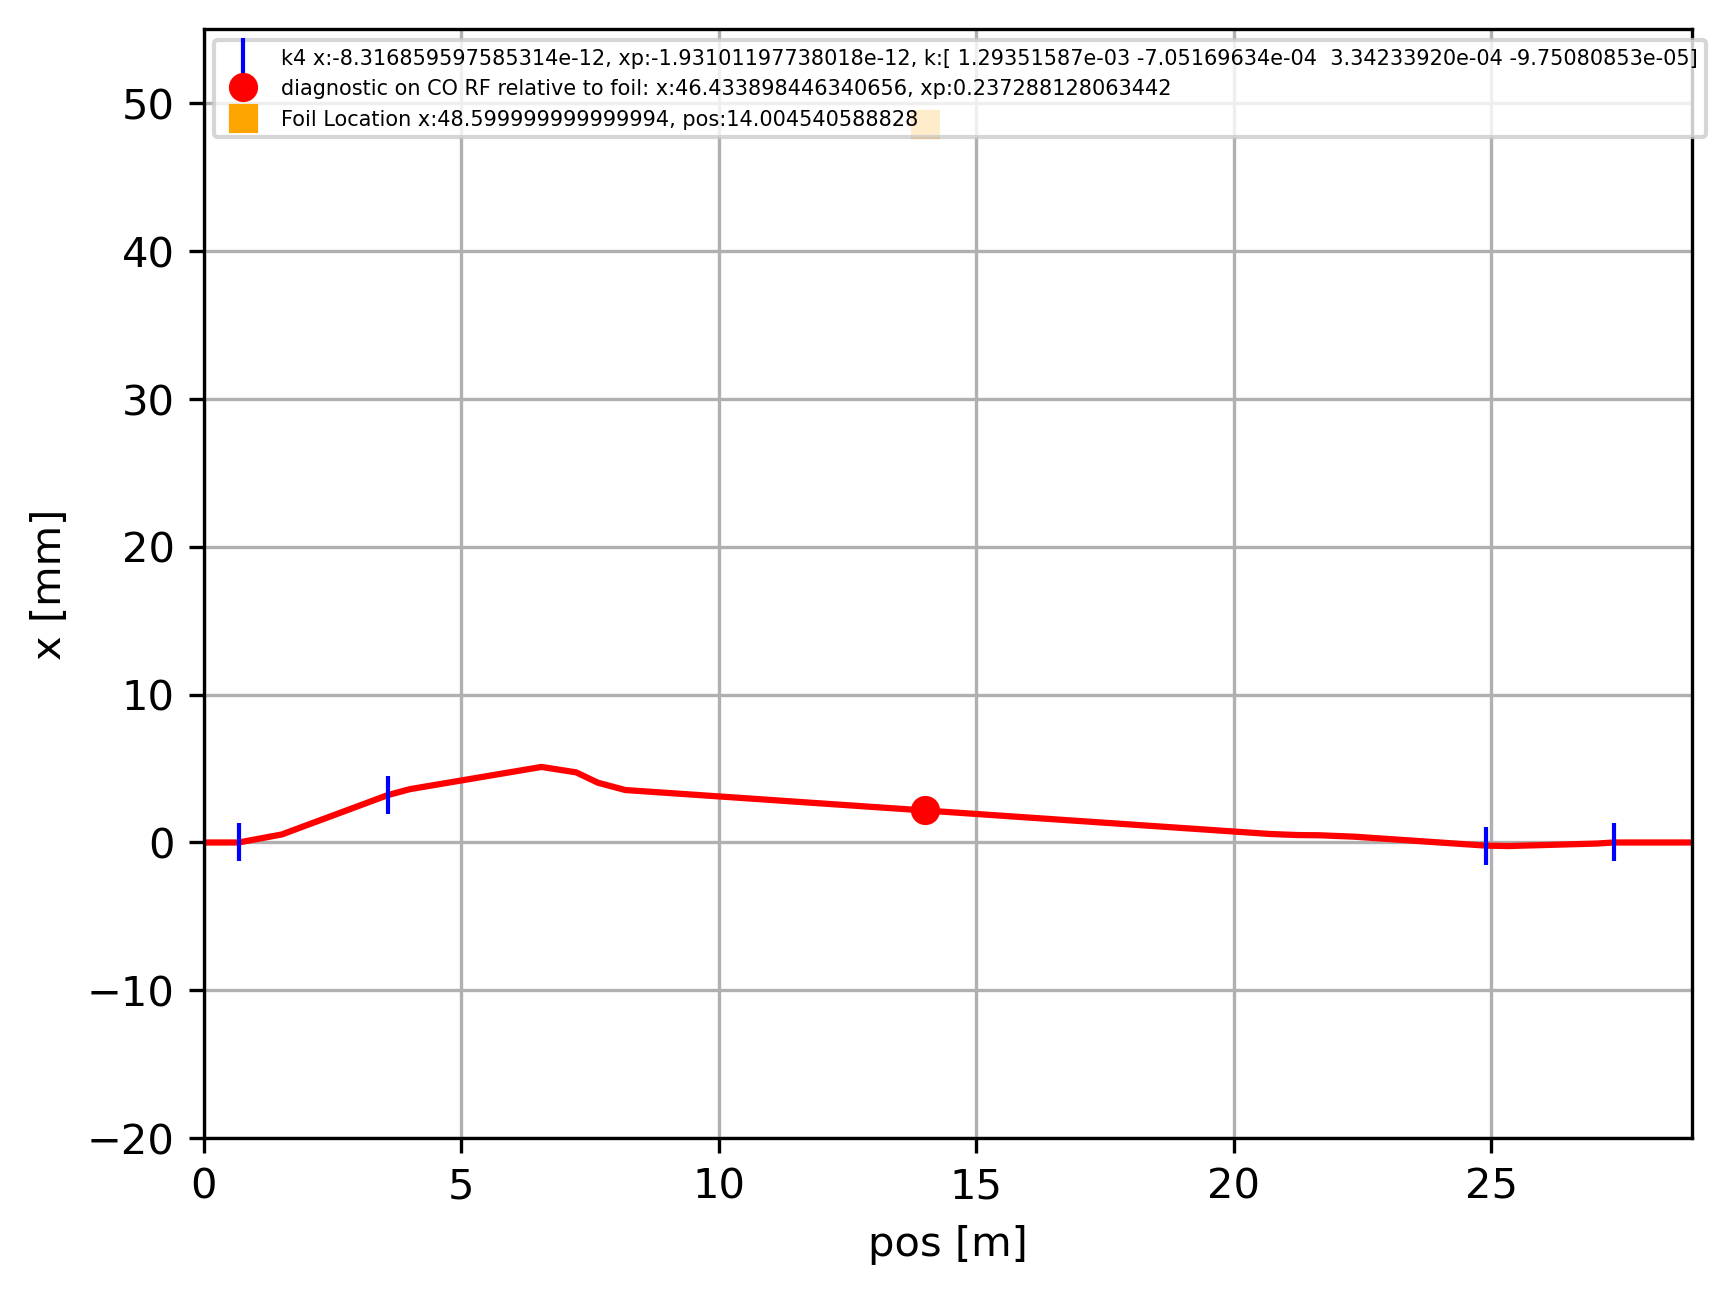 k4 x:-8.316859597585314e-12, xp:-1.93101197738018e-12, k:[ 1.29351587e-03 -7.05169634e-04  3.34233920e-04 -9.75080853e-05]
diagnostic on CO RF relative to foil: x:46.433898446340656, xp:0.237288128063442
Foil Location x:48.599999999999994, pos:14.004540588828
50
40
30
20
10
0
−10
−20
x [mm]
0 5 10 15 20 25
pos [m]